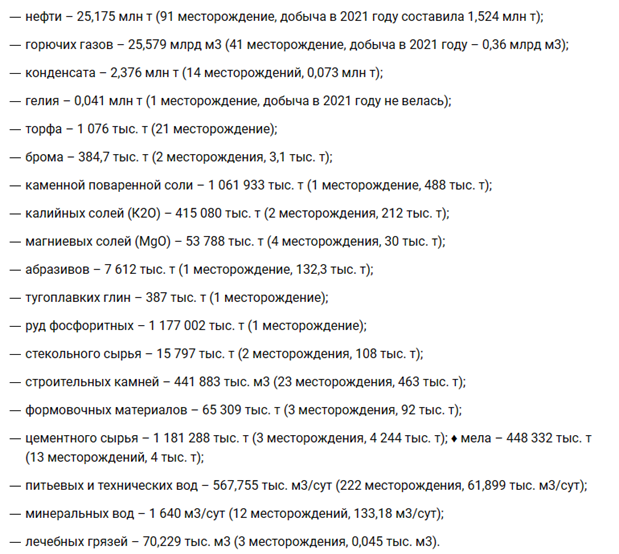 — нефти – 25,175 млн т (91 месторождение, добыча в 2021 году составила 1,524 млн т);
— горючих газов – 25,579 млрд м3 (41 месторождение, добыча в 2021 году – 0,36 млрд м3);
— конденсата – 2,376 млн т (14 месторождений, 0,073 млн т);
— гелия – 0,041 млн т (1 месторождение, добыча в 2021 году не велась);
— торфа – 1 076 тыс. т (21 месторождение);
— брома – 384,7 тыс. т (2 месторождения, 3,1 тыс. т);
— каменной поваренной соли – 1 061 933 тыс. т (1 месторождение, 488 тыс. т);
— калийных солей (K2O) – 415 080 тыс. т (2 месторождения, 212 тыс. т);
— магниевых солей (MgO) – 53 788 тыс. т (4 месторождения, 30 тыс. т);
— абразивов – 7 612 тыс. т (1 месторождение, 132,3 тыс. т);
— тугоплавких глин – 387 тыс. т (1 месторождение);
— руд фосфоритных – 1 177 002 тыс. т (1 месторождение);
— стекольного сырья – 15 797 тыс. т (2 месторождения, 108 тыс. т);
— строительных камней – 441 883 тыс. м3 (23 месторождения, 463 тыс. т);
— формовочных материалов – 65 309 тыс. т (3 месторождения, 92 тыс. т);
— цементного сырья – 1 181 288 тыс. т (3 месторождения, 4 244 тыс. т); ♦ мела – 448 332 тыс. т
(13 месторождений, 4 тыс. т);
— питьевых и технических вод – 567,755 тыс. м3/сут (222 месторождения, 61,899 тыс. м3/сут);
— минеральных вод – 1 640 м3/сут (12 месторождений, 133,18 м3/сут);
— лечебных грязей – 70,229 тыс. м3 (3 месторождения, 0,045 тыс. м3).